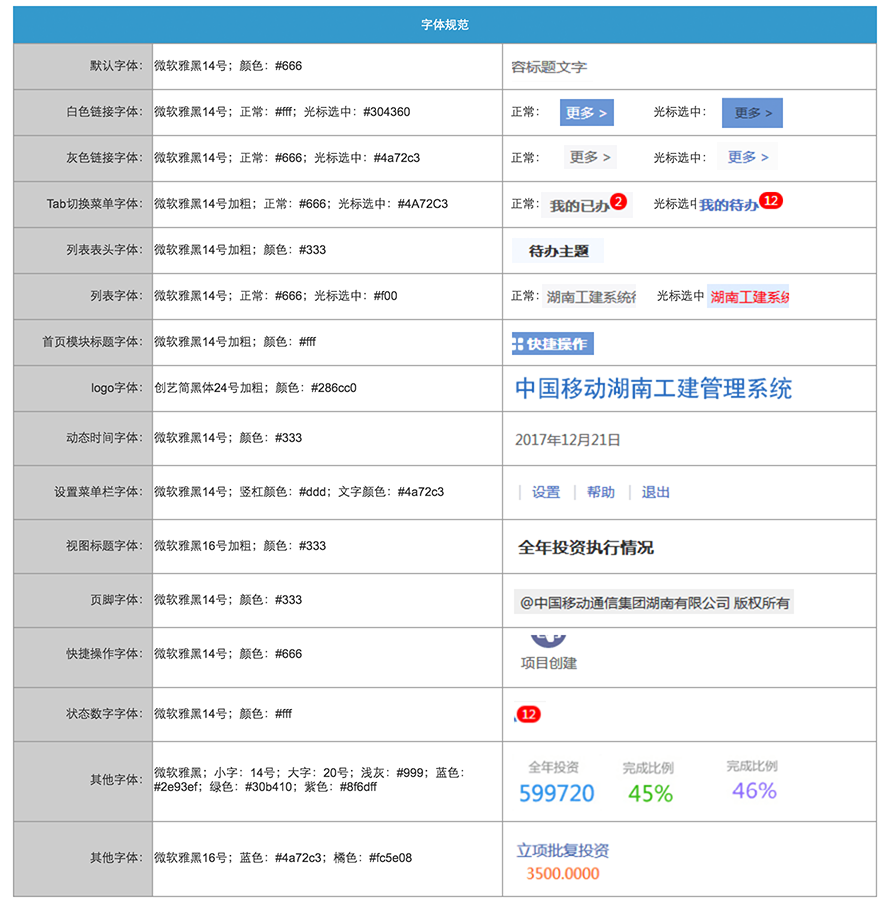 字体规范
默认字体： 微软雅黑14号；颜色：#666 容标题文字
白色链接字体： 微软雅黑14号；正常：#fff；光标选中：#304360 正常： 更多 > 光标选中： 更多 >
灰色链接字体： 微软雅黑14号；正常：#666；光标选中：#4a72c3 正常： 更多 > 光标选中： 更多 >
Tab切换菜单字体： 微软雅黑14号加粗；正常：#666；光标选中：#4A72C3 正常： 我的已办 2 光标选中 我的待办 12
列表表头字体： 微软雅黑14号加粗；颜色：#333 待办主题
列表字体： 微软雅黑14号；正常：#666；光标选中：#f00 正常： 湖南工建系统 光标选中 湖南工建系统
首页模块标题字体： 微软雅黑14号加粗；颜色：#fff 快捷操作
logo字体： 创艺简黑体24号加粗；颜色：#286cc0 中国移动湖南工建管理系统
动态时间字体： 微软雅黑14号；颜色：#333 2017年12月21日
设置菜单栏字体： 微软雅黑14号；竖杠颜色：#ddd；文字颜色：#4a72c3 | 设置 | 帮助 | 退出
视图标题字体： 微软雅黑16号加粗；颜色：#333 全年投资执行情况
页脚字体： 微软雅黑14号；颜色：#333 @中国移动通信集团湖南有限公司 版权所有
快捷操作字体： 微软雅黑14号；颜色：#666 项目创建
状态数字字体： 微软雅黑14号；颜色：#fff 12
其他字体： 微软雅黑；小字：14号；大字：20号；浅灰：#999；蓝色：
#2e93ef；绿色：#30b410；紫色：#8f6dff
全年投资 完成比例 完成比例
599720 45% 46%
其他字体： 微软雅黑16号；蓝色：#4a72c3；橘色：#fc5e08
立项批复投资
3500.0000